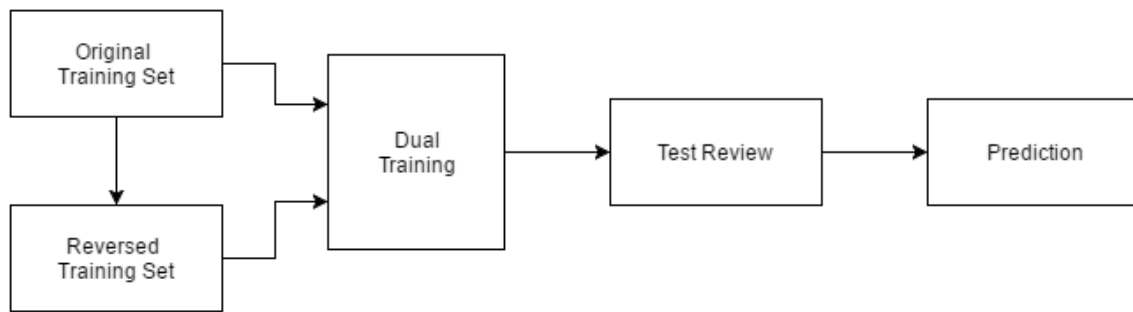 Original
Training Set
Dual
Training
Test Review
Prediction
Reversed
Training Set